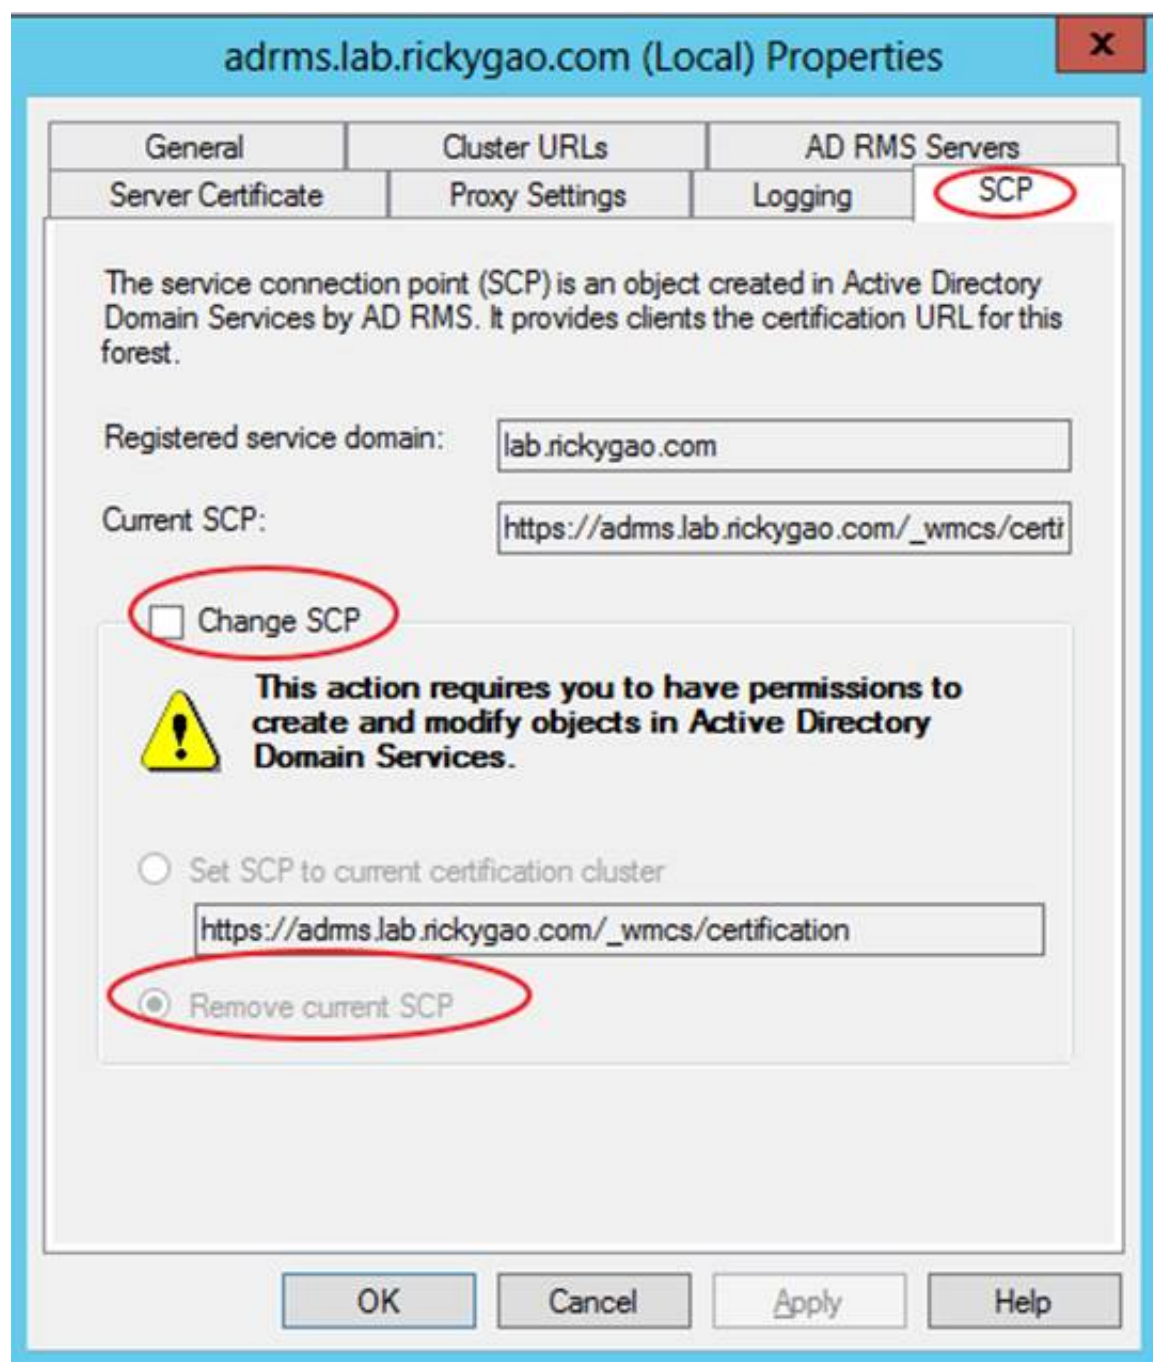 adrms.lab.rickygao.com (Local) Properties
x
General
Cluster URLs
AD RMS Servers
Server Certificate
Proxy Settings
Logging
SCP
The service connection point (SCP) is an object created in Active Directory
Domain Services by AD RMS. It provides clients the certification URL for this
forest.
Registered service domain:
lab.rickygao.com
Current SCP:
https://adrms.lab.rickygao.com/_wmcs/certi
Change SCP
This action requires you to have permissions to
create and modify objects in Active Directory
Domain Services.
Set SCP to current certification cluster
https://adrms.lab.rickygao.com/_wmcs/certification
Remove current SCP
OK
Cancel
Apply
Help